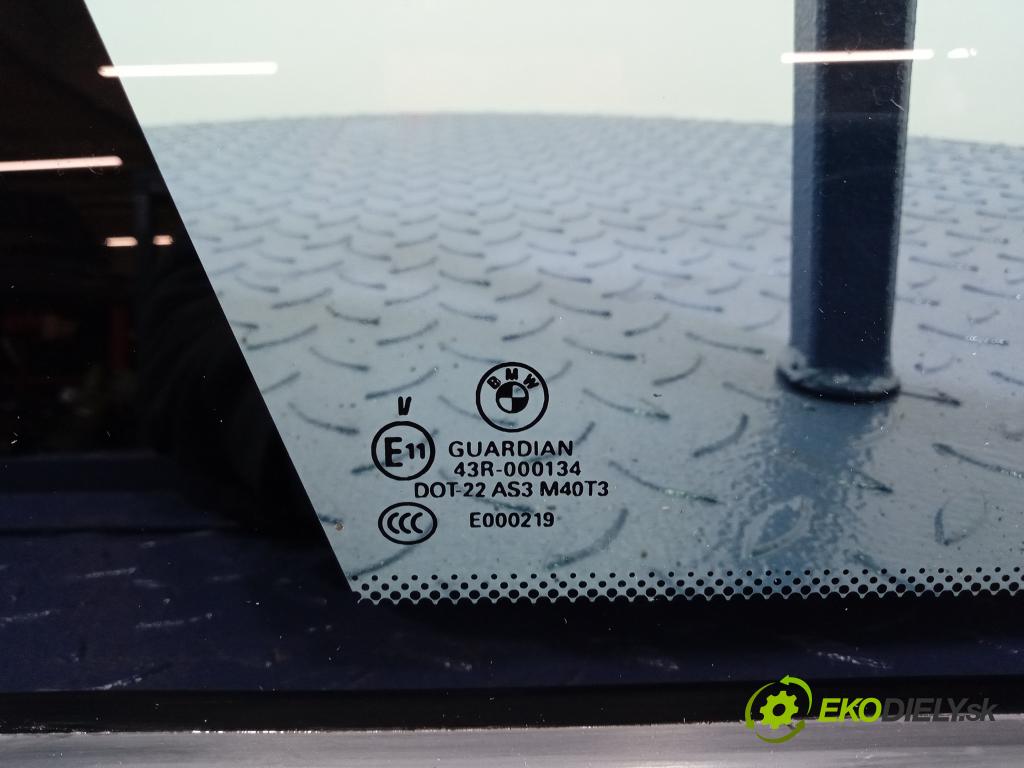 BMW
V
E11
GUARDIAN
43R-000134
DOT-22 AS3 M40T3
CCC
E000219
EKODIELY.sk